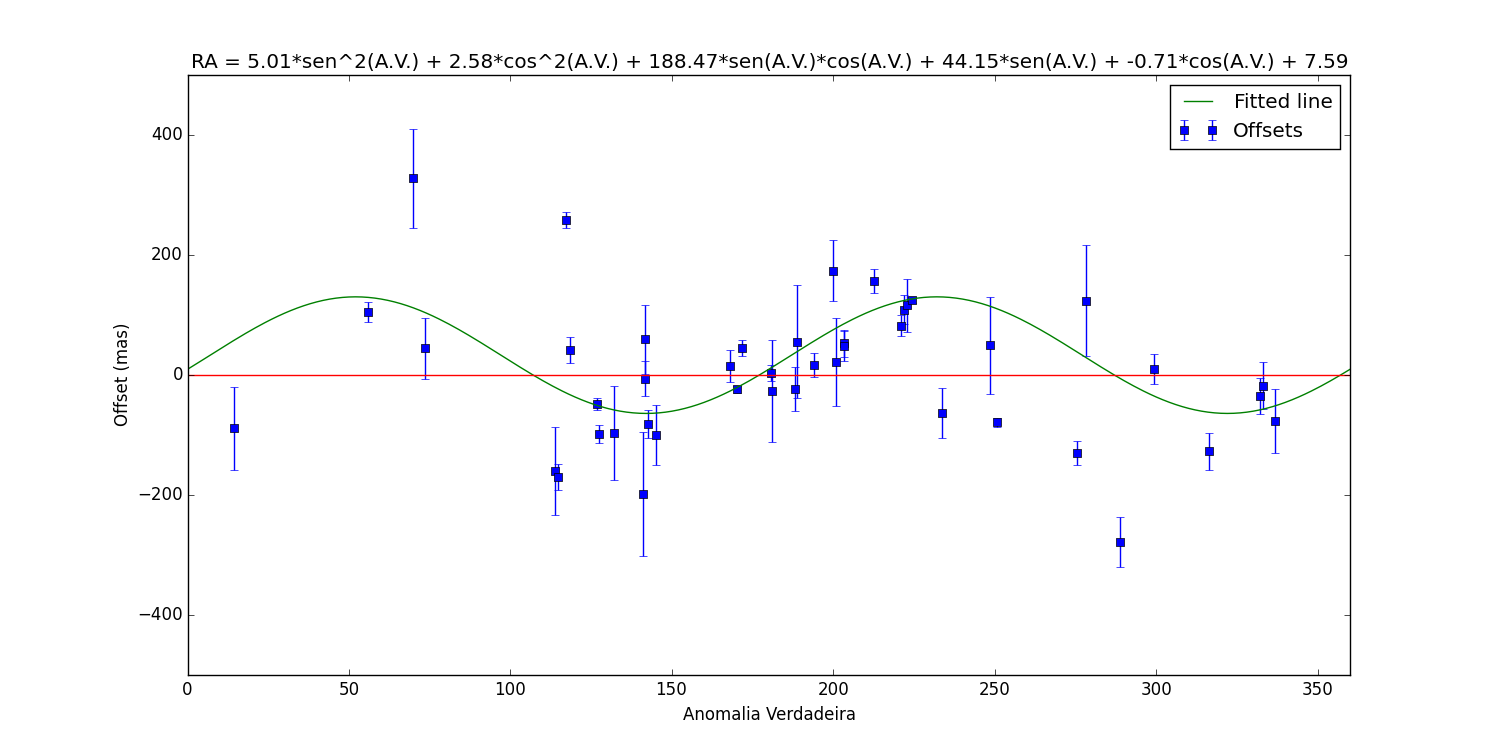 RA = 5.01*sen^2(A.V.) + 2.58*cos^2(A.V.) + 188.47*sen(A.V.)*cos(A.V.) + 44.15*sen(A.V.) + -0.71*cos(A.V.) + 7.59
Fitted line
Offsets
400
200
0
−200
−400
Offset (mas)
0 50 100 150 200 250 300 350
Anomalia Verdadeira